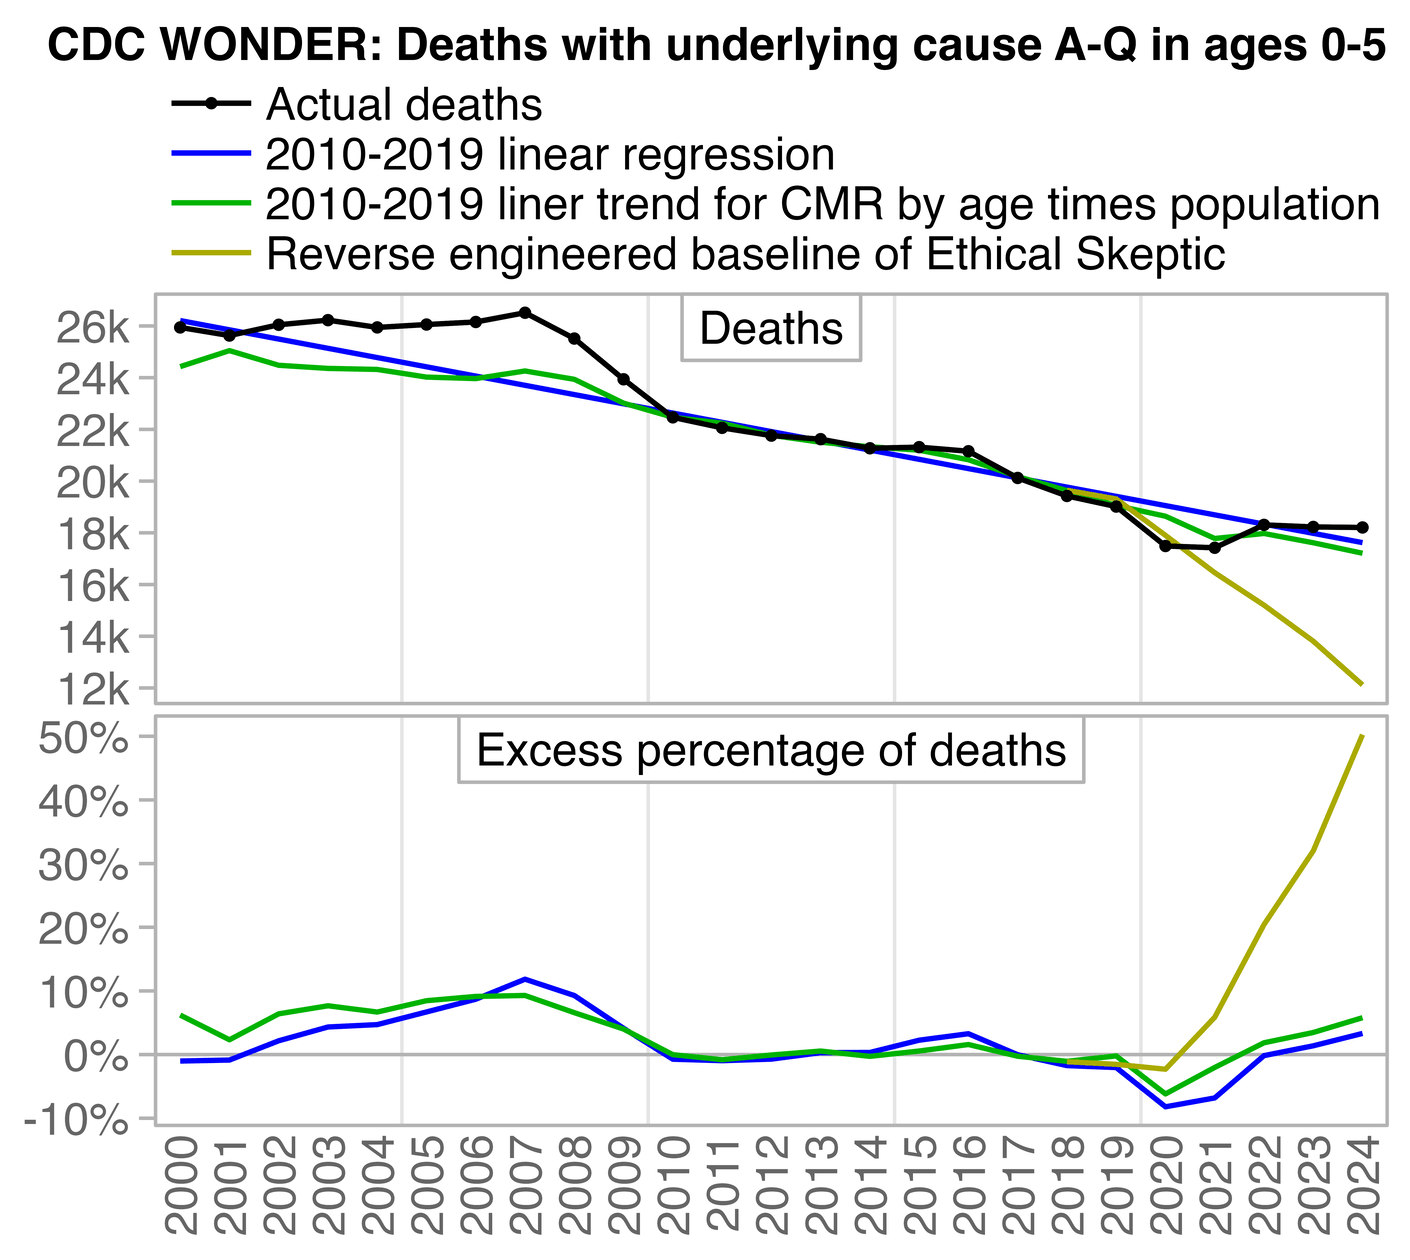 CDC WONDER: Deaths with underlying cause A-Q in ages 0-5
Actual deaths
2010-2019 linear regression
2010-2019 liner trend for CMR by age times population
Reverse engineered baseline of Ethical Skeptic
Deaths
26k
24k
22k
20k
18k
16k
14k
12k
Excess percentage of deaths
50%
40%
30%
20%
10%
0%
-10%
2000
2001
2002
2003
2004
2005
2006
2007
2008
2009
2010
2011
2012
2013
2014
2015
2016
2017
2018
2019
2020
2021
2022
2023
2024